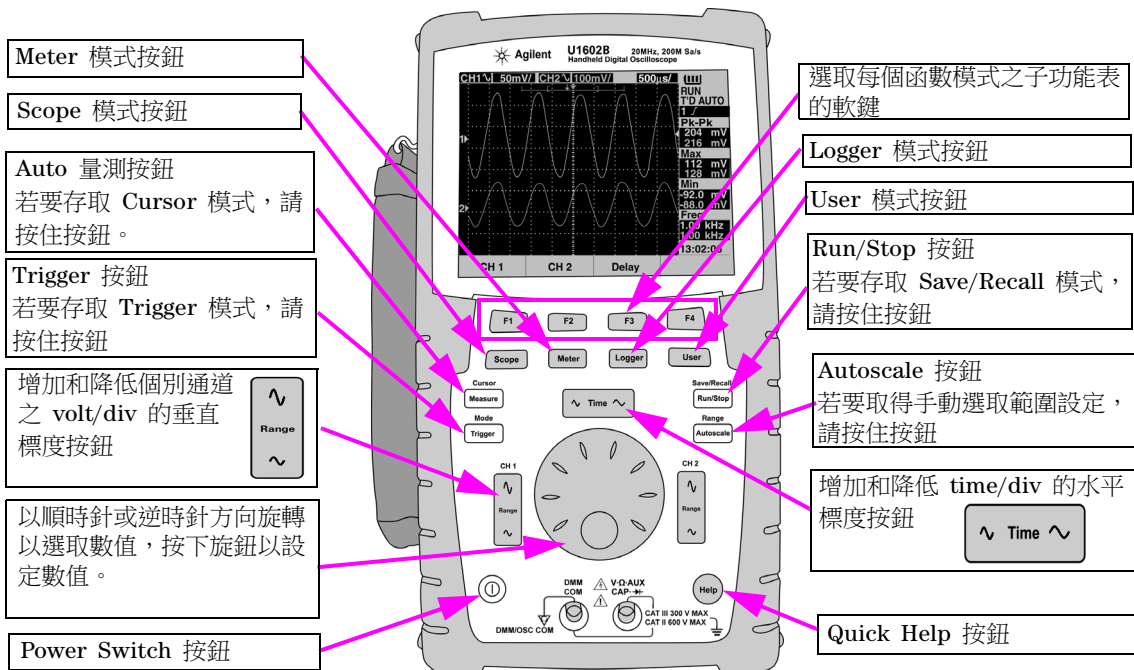 Meter 模式按鈕
Scope 模式按鈕
Auto 量測按鈕
若要存取 Cursor 模式，請
按住按鈕。
Trigger 按鈕
若要存取 Trigger 模式，請
按住按鈕
增加和降低個別通道
之 volt/div 的垂直
標度按鈕
Range
以順時針或逆時針方向旋轉
以選取數值，按下旋鈕以設
定數值。
Power Switch 按鈕
Agilent U1602B 20MHz, 200M Sa/s
Handheld Digital Oscilloscope
CH1 50mV/ CH2 100mV/ 500µs/
RUN
T'D AUTO
1
Pk-Pk
204 mV
216 mV
Max
112 mV
128 mV
Min
-92.0 mV
-88.0 mV
Freq
1.00 kHz
1.00 kHz
13:02:05
1
2
CH 1 CH 2 Delay
F1 F2 F3 F4
Scope Meter Logger User
Cursor
Measure
Mode
Trigger
Time
Save/Recall
Run/Stop
Range
Autoscale
CH 1
Range
CH 2
Range
DMM
COM
V·Ω·AUX
CAP·
Help
CAT III 300 V MAX
CAT II 600 V MAX
DMM/OSC COM
選取每個函數模式之子功能表
的軟鍵
Logger 模式按鈕
User 模式按鈕
Run/Stop 按鈕
若要存取 Save/Recall 模式，
請按住按鈕
Autoscale 按鈕
若要取得手動選取範圍設定，
請按住按鈕
增加和降低 time/div 的水平
標度按鈕
Time
Quick Help 按鈕